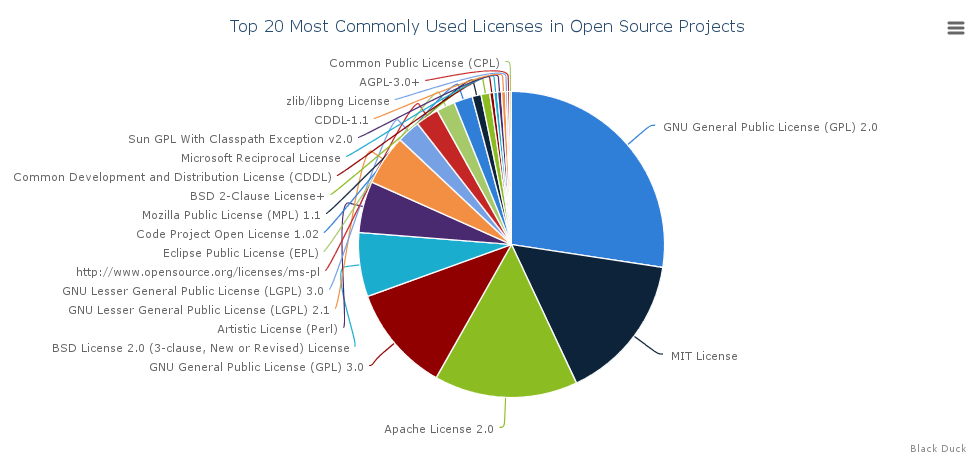 Top 20 Most Commonly Used Licenses in Open Source Projects
Common Public License (CPL)
AGPL-3.0+
zlib/libpng License
CDDL-1.1
Sun GPL With Classpath Exception v2.0
Microsoft Reciprocal License
Common Development and Distribution License (CDDL)
BSD 2-Clause License+
Mozilla Public License (MPL) 1.1
Code Project Open License 1.02
Eclipse Public License (EPL)
http://www.opensource.org/licenses/ms-pl
GNU Lesser General Public License (LGPL) 3.0
GNU Lesser General Public License (LGPL) 2.1
Artistic License (Perl)
BSD License 2.0 (3-clause, New or Revised) License
GNU General Public License (GPL) 3.0
Apache License 2.0
GNU General Public License (GPL) 2.0
MIT License
Black Duck